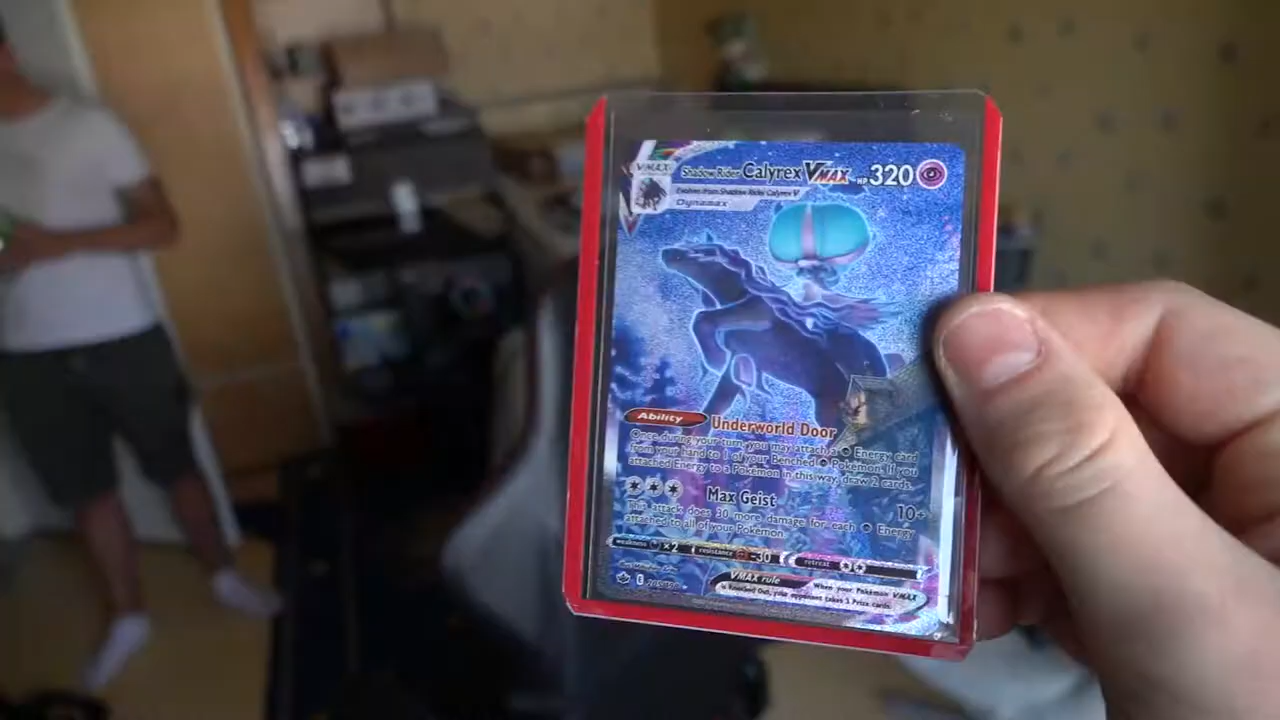 VMAX
Shadow Rider Calyrex VMAX HP 320
Evolves from Shadow Rider Calyrex V
Dynamax
Ability Underworld Door
Once during your turn, you may attach a Energy card
from your hand to 1 of your Benched Pokémon. If you
attached Energy to a Pokémon in this way, draw 2 cards.
Max Geist 10+
This attack does 30 more damage for each Energy
attached to all of your Pokémon.
weakness ×2 resistance -30 retreat
E
VMAX rule When your Pokémon VMAX
is Knocked Out, your opponent takes 3 Prize cards.